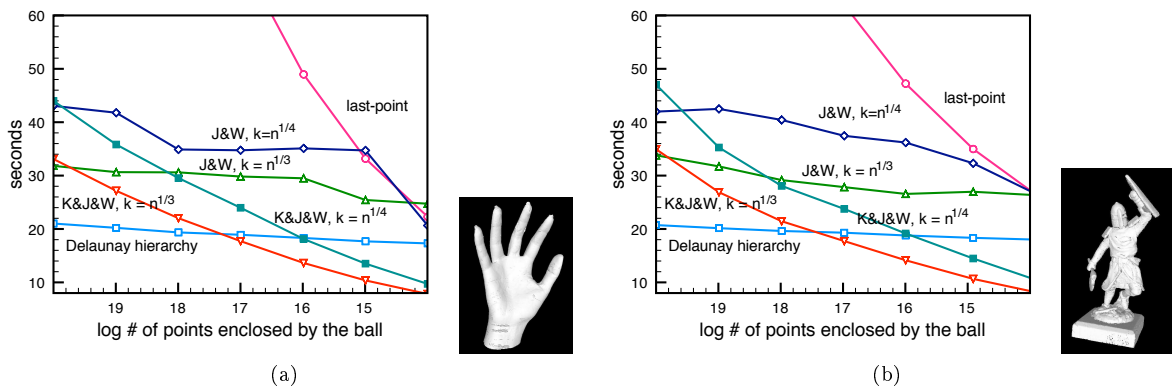 60
50
40
30
20
10
seconds
last-point
J&W, k=n^1/4
J&W, k = n^1/3
K&J&W, k = n^1/3
K&J&W, k = n^1/4
Delaunay hierarchy
19 18 17 16 15
log # of points enclosed by the ball
(a)
60
50
40
30
20
10
seconds
last-point
J&W, k=n^1/4
J&W, k = n^1/3
K&J&W, k = n^1/3
K&J&W, k = n^1/4
Delaunay hierarchy
19 18 17 16 15
log # of points enclosed by the ball
(b)